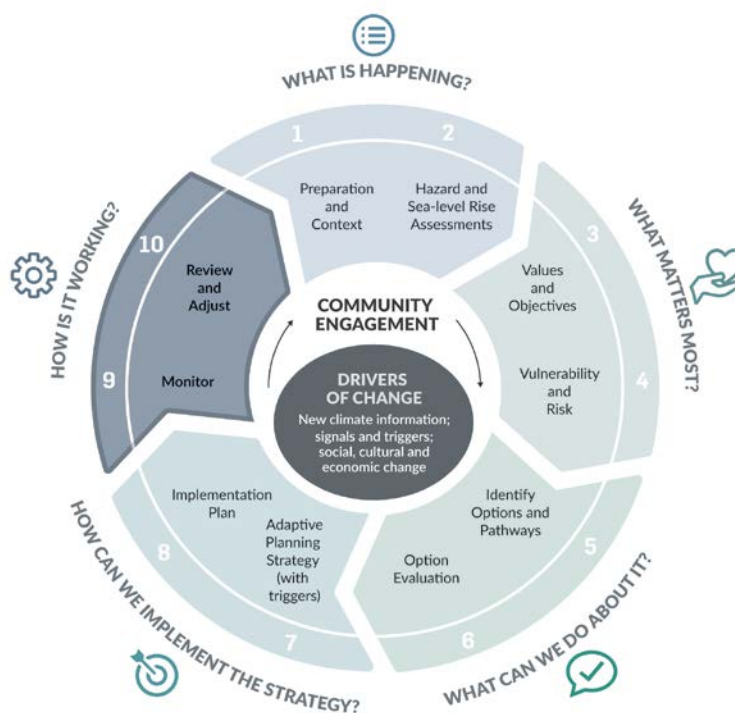 WHAT IS HAPPENING?
1
Preparation
and
Context
2
Hazard and
Sea-level Rise
Assessments
WHAT MATTERS MOST?
3
Values
and
Objectives
4
Vulnerability
and
Risk
WHAT CAN WE DO ABOUT IT?
5
Identify
Options and
Pathways
6
Option
Evaluation
HOW CAN WE IMPLEMENT THE STRATEGY?
7
Adaptive
Planning
Strategy
(with
triggers)
8
Implementation
Plan
HOW IS IT WORKING?
9
Monitor
10
Review
and
Adjust
COMMUNITY
ENGAGEMENT
DRIVERS
OF CHANGE
New climate information;
signals and triggers;
social, cultural and
economic change